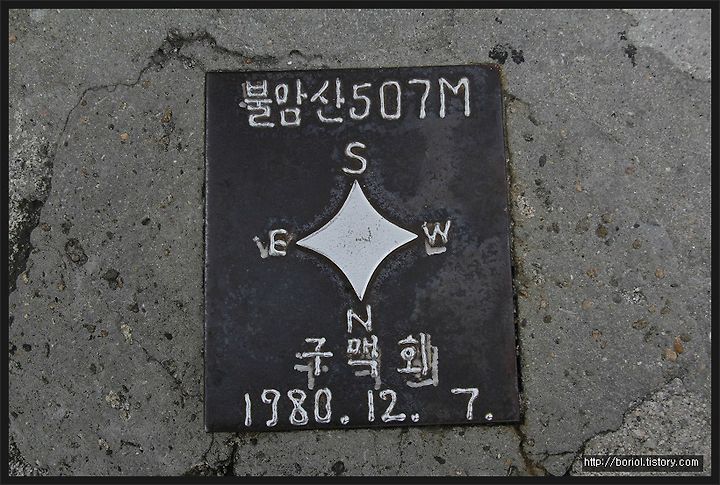 불암산507M
S
E W
N
구맥회
1980.12.7.
http://boriol.tistory.com